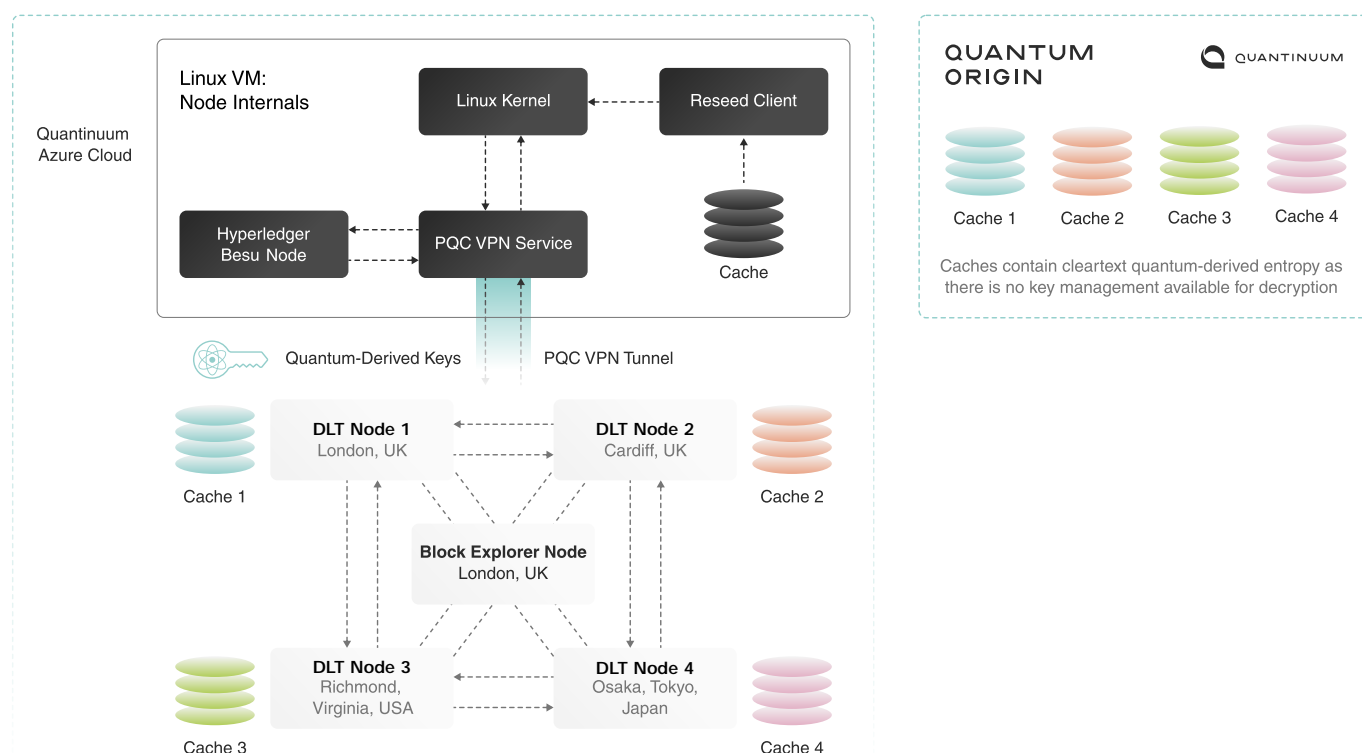 Quantinuum
Azure Cloud
Linux VM:
Node Internals
Linux Kernel
Reseed Client
Hyperledger
Besu Node
PQC VPN Service
Cache
Quantum-Derived Keys
PQC VPN Tunnel
DLT Node 1
London, UK
DLT Node 2
Cardiff, UK
Cache 1
Cache 2
Block Explorer Node
London, UK
DLT Node 3
Richmond,
Virginia, USA
DLT Node 4
Osaka, Tokyo,
Japan
Cache 3
Cache 4
QUANTUM
ORIGIN
QUANTINUUM
Cache 1
Cache 2
Cache 3
Cache 4
Caches contain cleartext quantum-derived entropy as
there is no key management available for decryption